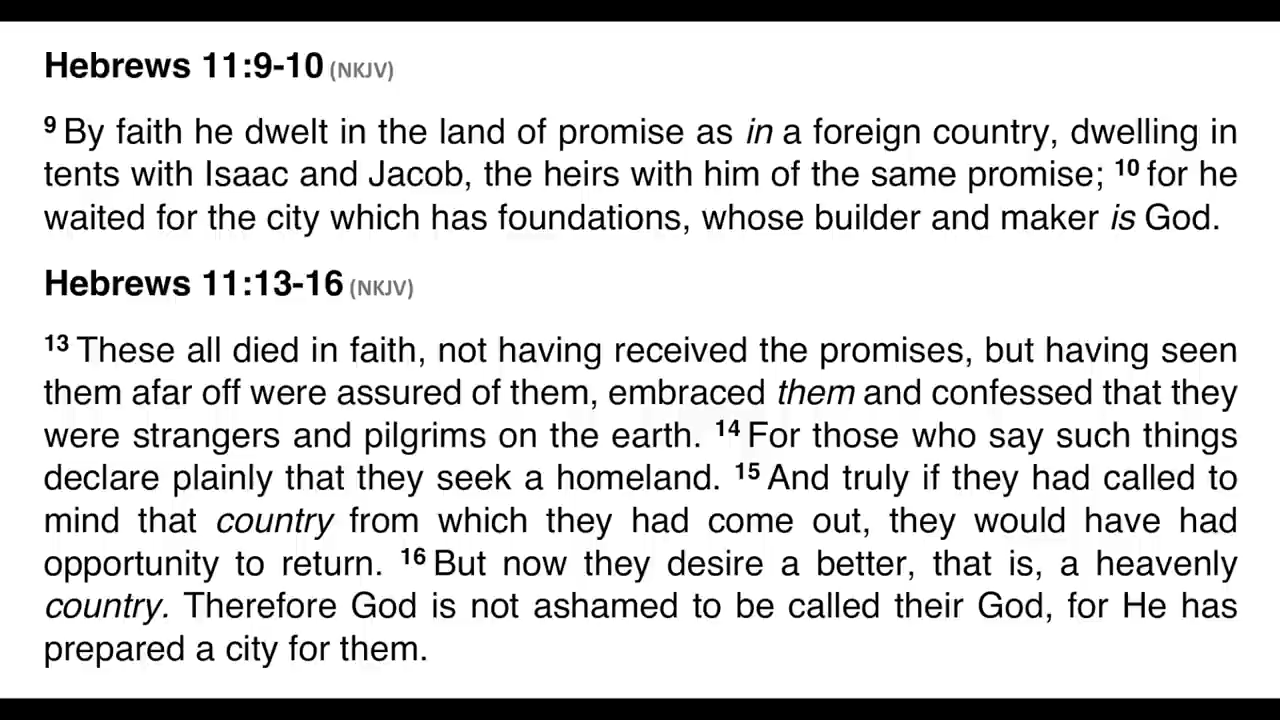 Hebrews 11:9-10 (NKJV)
9 By faith he dwelt in the land of promise as in a foreign country, dwelling in
tents with Isaac and Jacob, the heirs with him of the same promise; 10 for he
waited for the city which has foundations, whose builder and maker is God.
Hebrews 11:13-16 (NKJV)
13 These all died in faith, not having received the promises, but having seen
them afar off were assured of them, embraced them and confessed that they
were strangers and pilgrims on the earth. 14 For those who say such things
declare plainly that they seek a homeland. 15 And truly if they had called to
mind that country from which they had come out, they would have had
opportunity to return. 16 But now they desire a better, that is, a heavenly
country. Therefore God is not ashamed to be called their God, for He has
prepared a city for them.